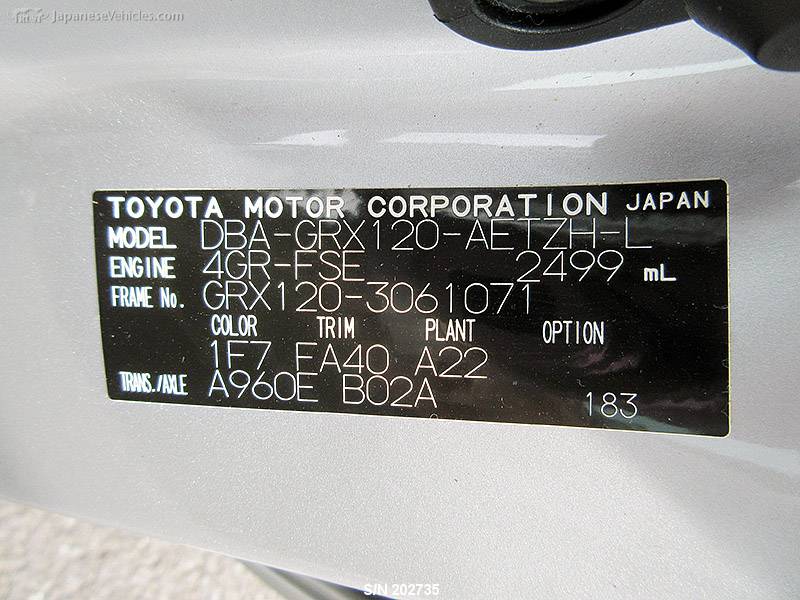 JapaneseVehicles.com
TOYOTA MOTOR CORPORATION JAPAN
MODEL DBA-GRX120-AETZH-L
ENGINE 4GR-FSE 2499 mL
FRAME No. GRX120-3061071
COLOR TRIM PLANT OPTION
1F7 FA40 A22
TRANS./AXLE A960E B02A 183
S/N 202735